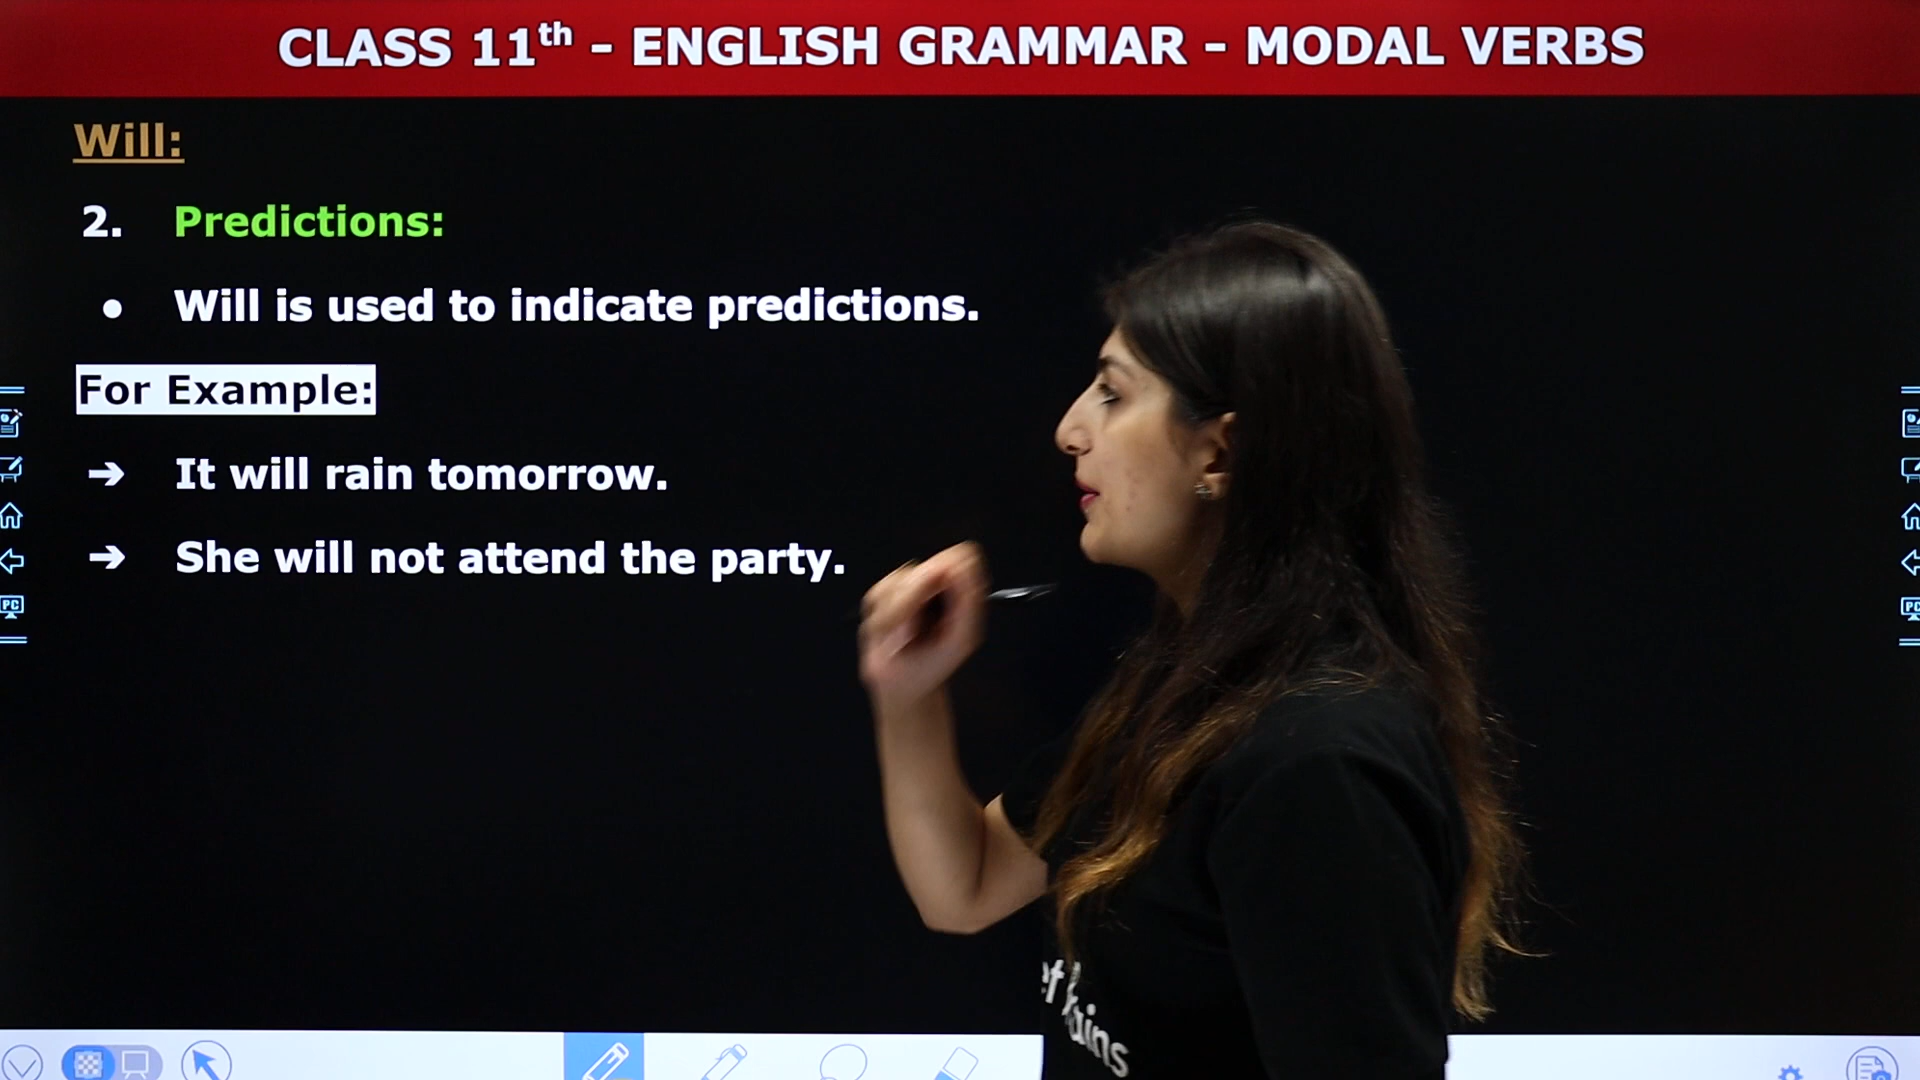 CLASS 11th - ENGLISH GRAMMAR - MODAL VERBS
Will:
2. Predictions:
• Will is used to indicate predictions.
For Example:
➔ It will rain tomorrow.
➔ She will not attend the party.
PC